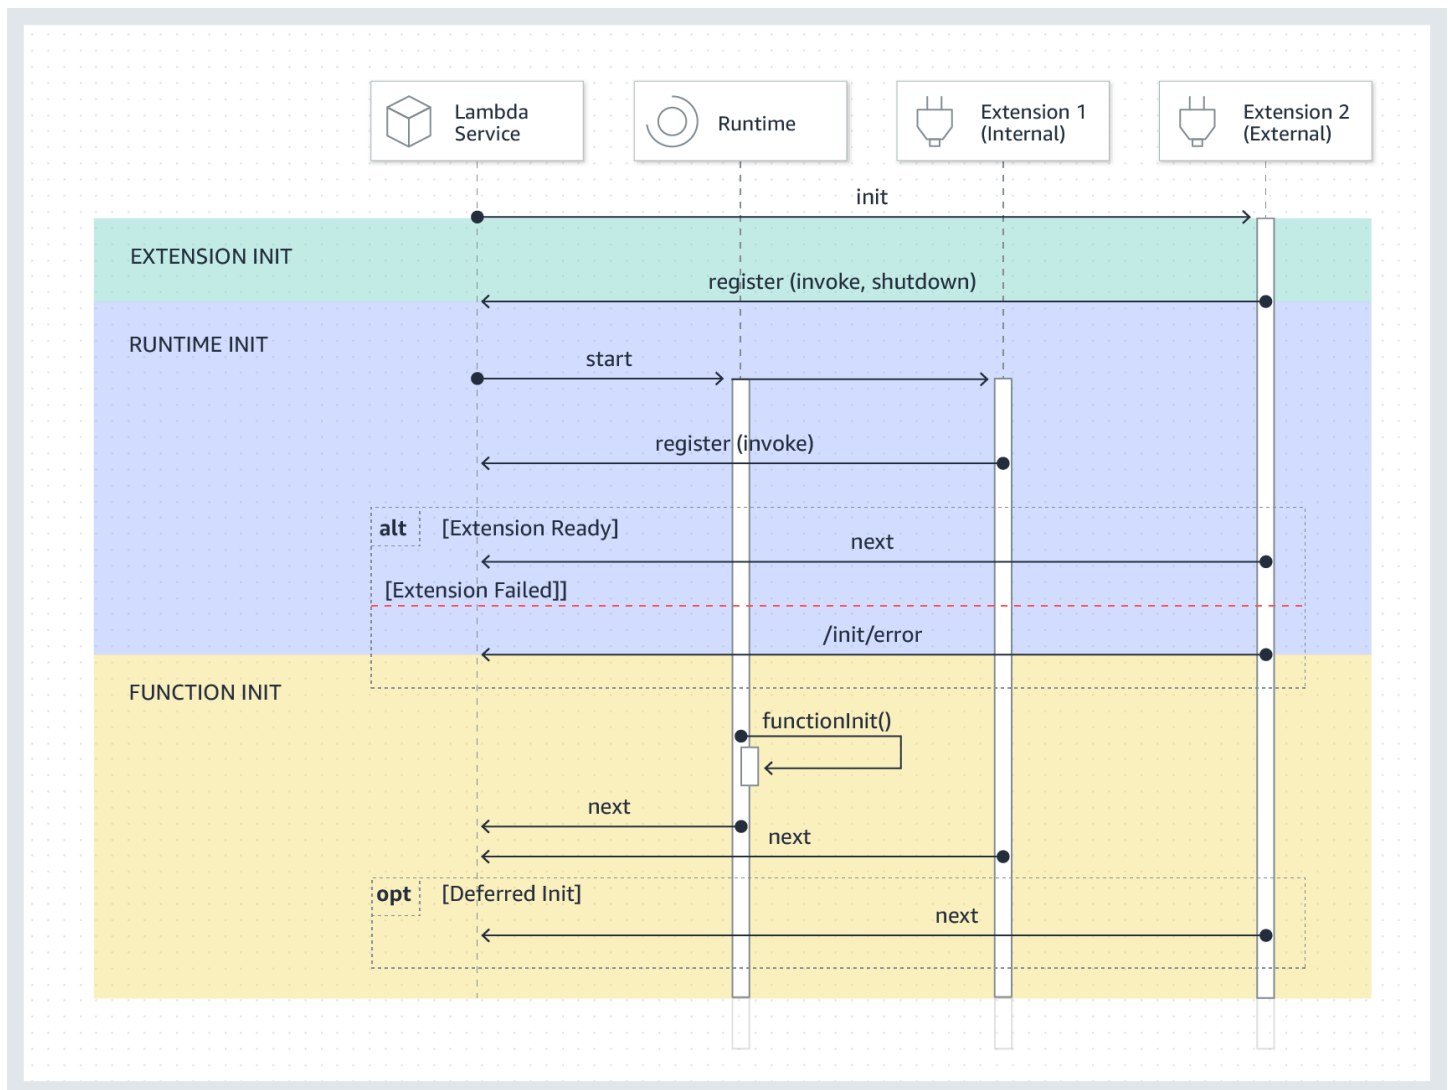 Lambda
Service
Runtime
Extension 1
(Internal)
Extension 2
(External)
init
EXTENSION INIT
register (invoke, shutdown)
RUNTIME INIT
start
register (invoke)
alt [Extension Ready]
next
[Extension Failed]]
/init/error
FUNCTION INIT
functionInit()
next
next
opt [Deferred Init]
next